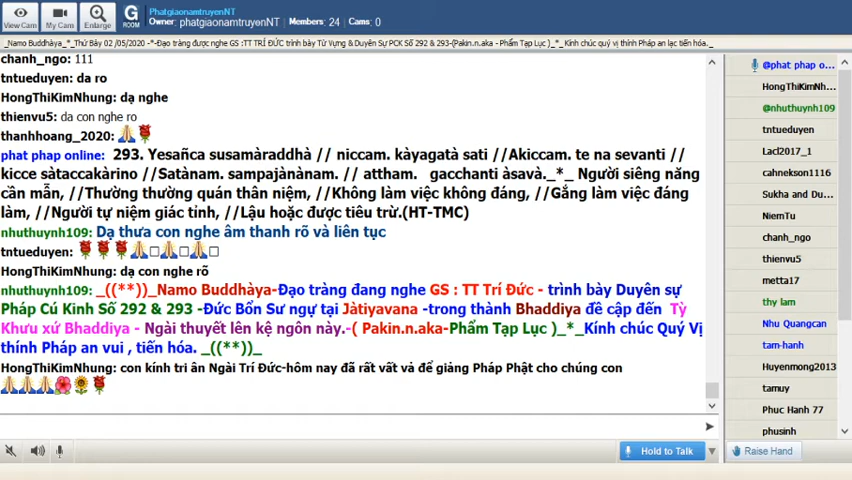 View Cam
My Cam
Enlarge
G
ROOM
PhatgiaonamtruyenNT
Owner: phatgiaonamtruyenNT Members: 24 Cams: 0
_Namo Buddhàya_*_Thứ Bảy 02 /05/2020 -*-Đạo tràng được nghe GS :TT TRÍ ĐỨC trình bày Từ Vựng & Duyên Sự PCK Số 292 & 293-(Pakin.n.aka - Phẩm Tạp Lục )_*_ Kính chúc quý vị thính Pháp an lạc tiến hóa._
chanh_ngo: 111
tntueduyen: da ro
HongThiKimNhung: dạ nghe
thienvu5: da con nghe ro
thanhhoang_2020:
phat phap online: 293. Yesañca susamàraddhà // niccam. kàyagatà sati //Akiccam. te na sevanti //
kicce sàtaccakàrino //Satànam. sampajànànam. // attham. gacchanti àsavà._*_ Người siêng năng
cần mẫn, //Thường thường quán thân niệm, //Không làm việc không đáng, //Gắng làm việc đáng
làm, //Người tự niệm giác tỉnh, //Lậu hoặc được tiêu trừ.(HT-TMC)
nhuthuynh109: Dạ thưa con nghe âm thanh rõ và liên tục
tntueduyen:
HongThiKimNhung: dạ con nghe rõ
nhuthuynh109: _((**))_Namo Buddhàya-Đạo tràng đang nghe GS : TT Trí Đức - trình bày Duyên sự
Pháp Cú Kinh Số 292 & 293 -Đức Bổn Sư ngự tại Jàtiyavana -trong thành Bhaddiya đề cập đến Tỳ
Khưu xứ Bhaddiya - Ngài thuyết lên kệ ngôn này.-( Pakin.n.aka-Phẩm Tạp Lục )_*_Kính chúc Quý Vị
thính Pháp an vui , tiến hóa. _((**))_
HongThiKimNhung: con kính tri ân Ngài Trí Đức-hôm nay đã rất vất vả để giảng Pháp Phật cho chúng con
@phat phap o...
HongThiKimNh...
@nhuthuynh109
tntueduyen
Lacl2017_1
cahnekson1116
Sukha and Du...
NiemTu
chanh_ngo
thienvu5
metta17
thy lam
Nhu Quangcan
tam-hanh
Huyenmong2013
tamuy
Phuc Hanh 77
phusinh
Hold to Talk
Raise Hand